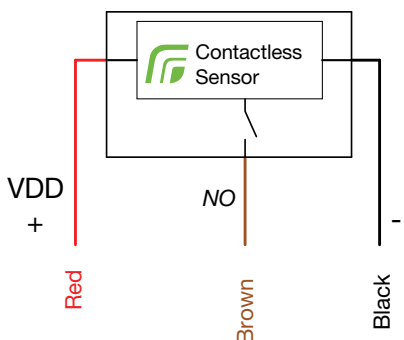 Contactless
Sensor
VDD
+
NO
-
Red
Brown
Black